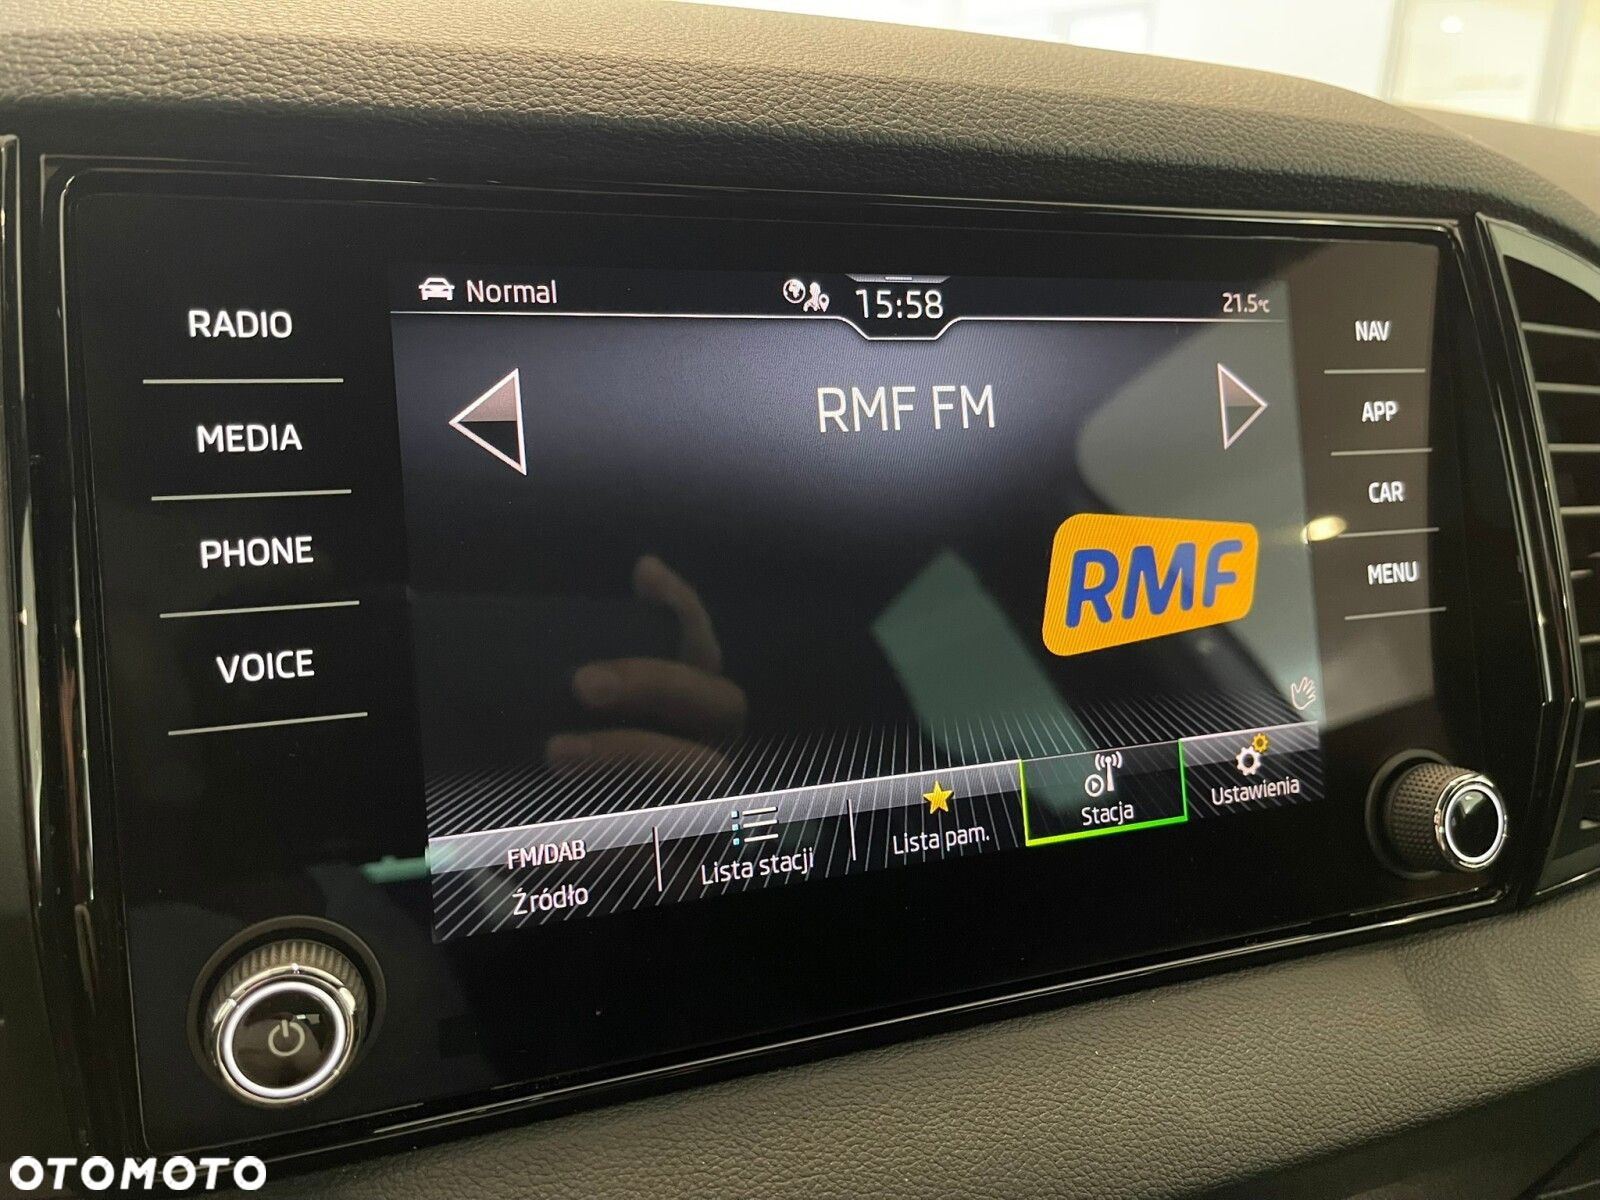 RADIO
MEDIA
PHONE
VOICE
Normal
15:58
21.5°C
RMF FM
RMF
FM/DAB
Źródło
Lista stacji
Lista pam.
Stacja
Ustawienia
NAV
APP
CAR
MENU
OTOMOTO